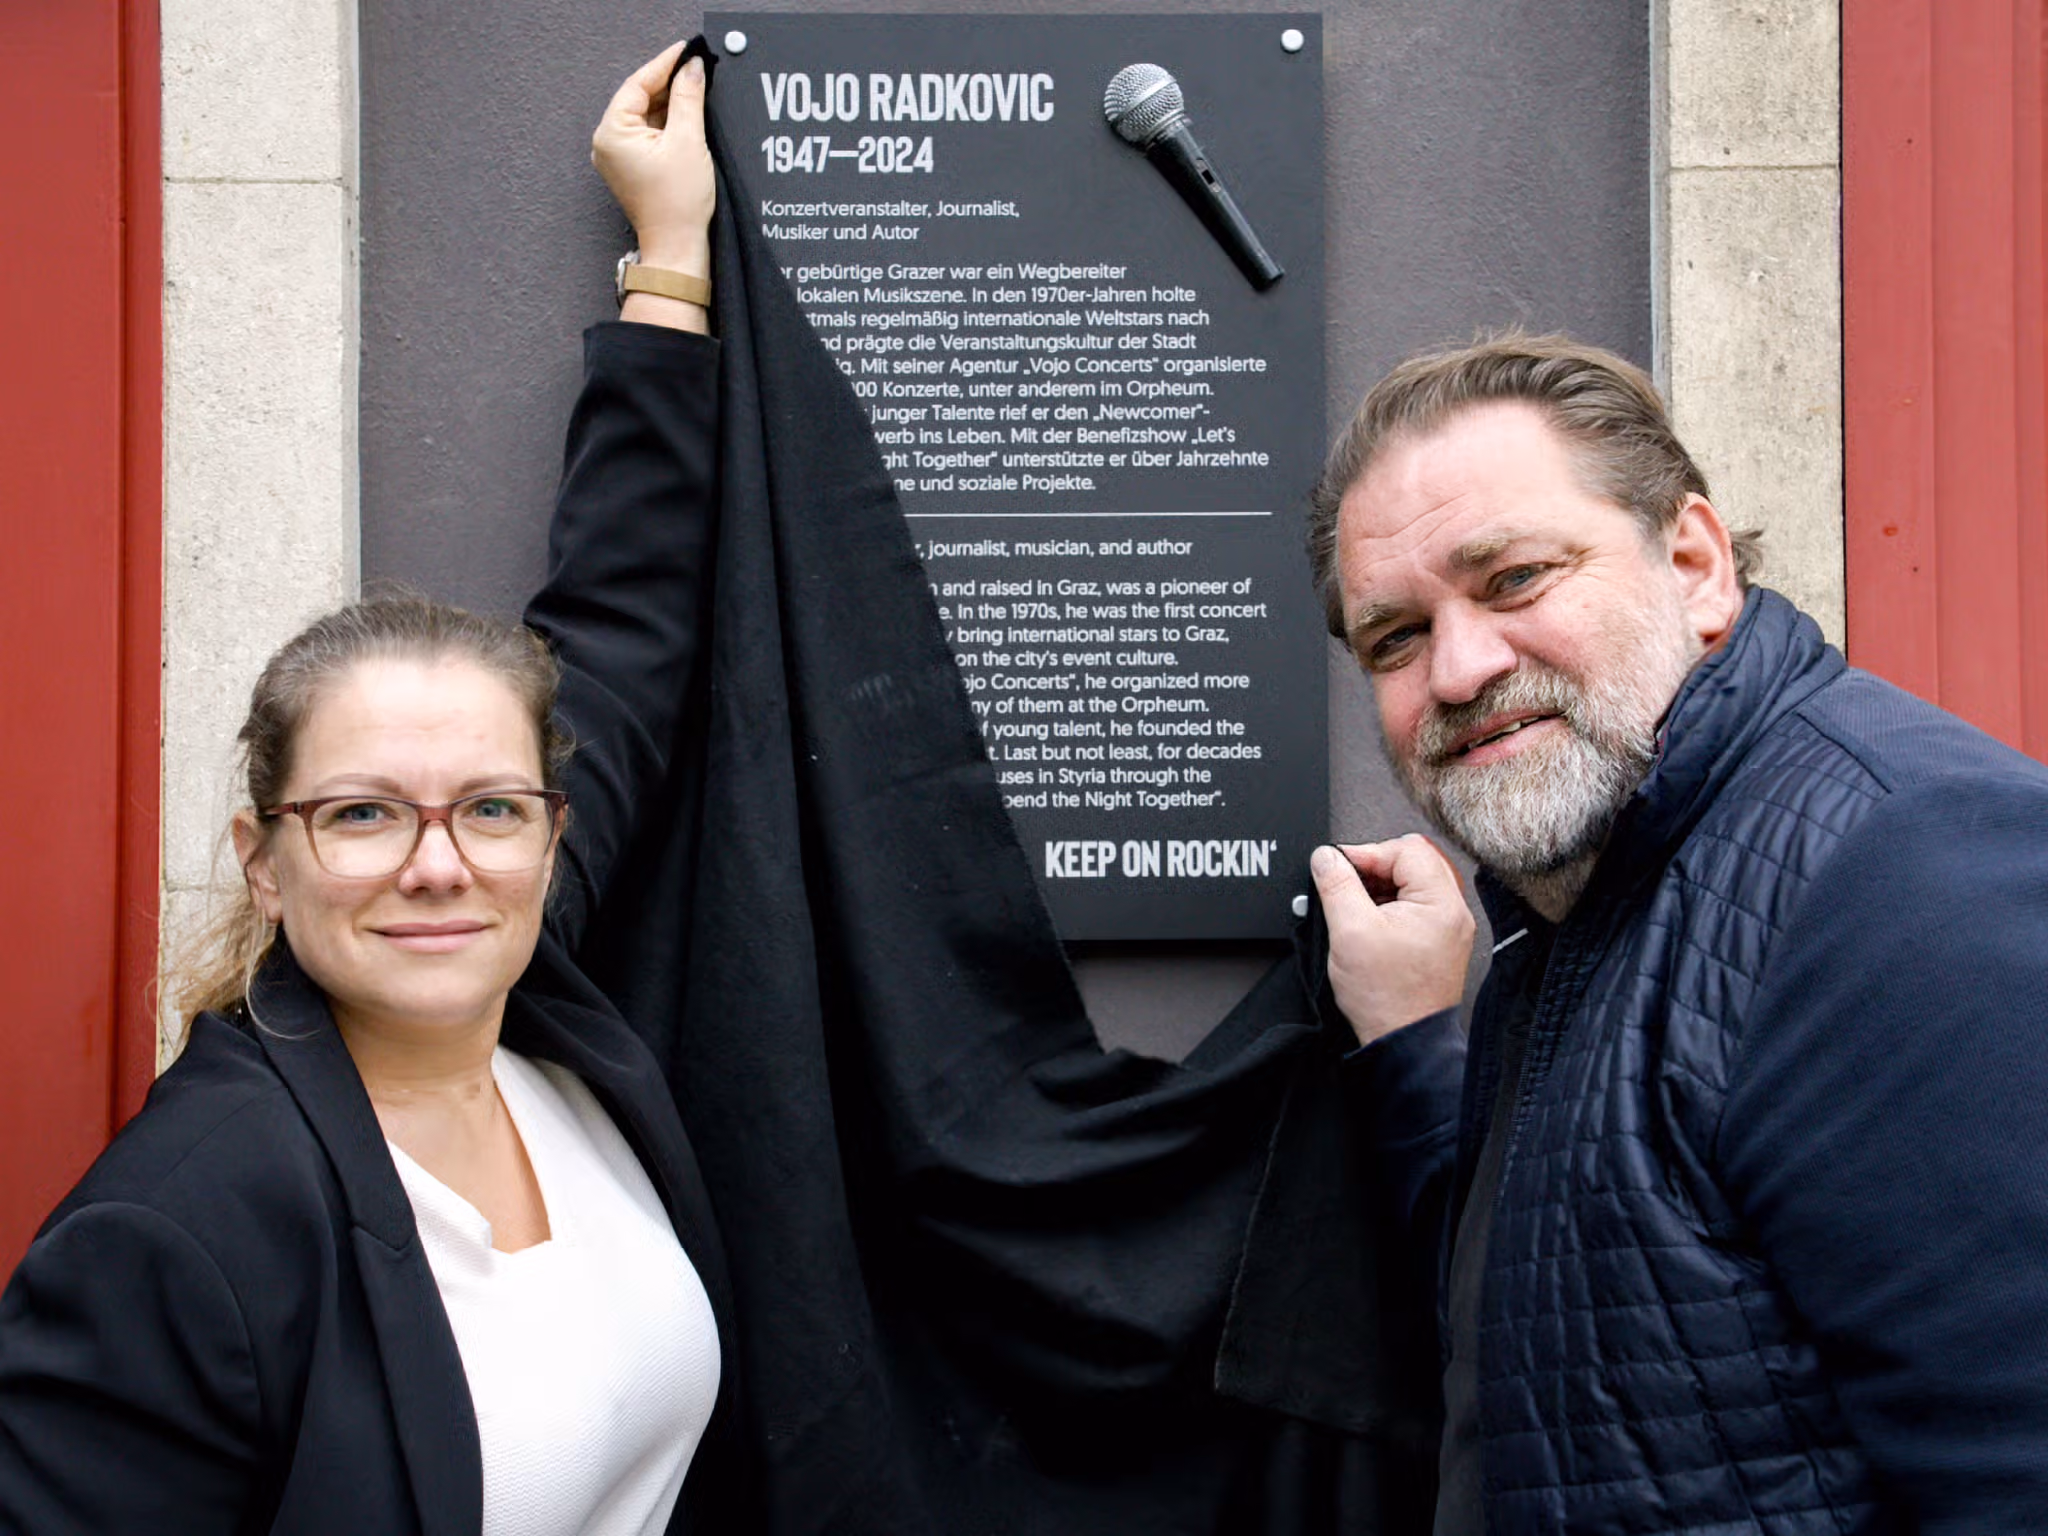 VOJO RADKOVIC
1947—2024
Konzertveranstalter, Journalist,
Musiker und Autor
gebürtige Grazer war ein Wegbereiter
lokalen Musikszene. In den 1970er-Jahren holte
regelmäßig internationale Weltstars nach
prägte die Veranstaltungskultur der Stadt
Mit seiner Agentur „Vojo Concerts“ organisierte
Konzerte, unter anderem im Orpheum.
junger Talente rief er den „Newcomer“-
ins Leben. Mit der Benefizshow „Let's
Together“ unterstützte er über Jahrzehnte
und soziale Projekte.
journalist, musician, and author
and raised in Graz, was a pioneer of
In the 1970s, he was the first concert
bring international stars to Graz,
on the city's event culture.
Concerts“, he organized more
of them at the Orpheum.
young talent, he founded the
Last but not least, for decades
in Styria through the
the Night Together“.
KEEP ON ROCKIN‘